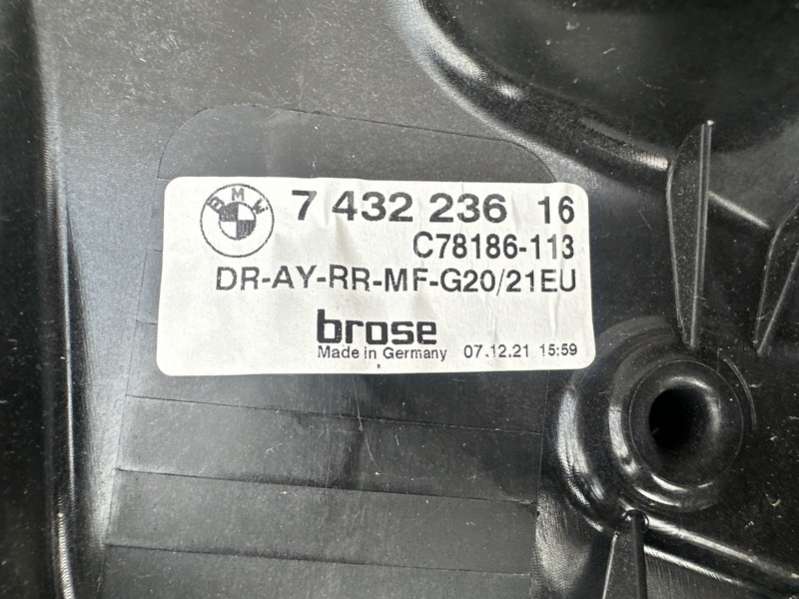 BMW
7 432 236 16
C78186-113
DR-AY-RR-MF-G20/21EU
brose
Made in Germany 07.12.21 15:59